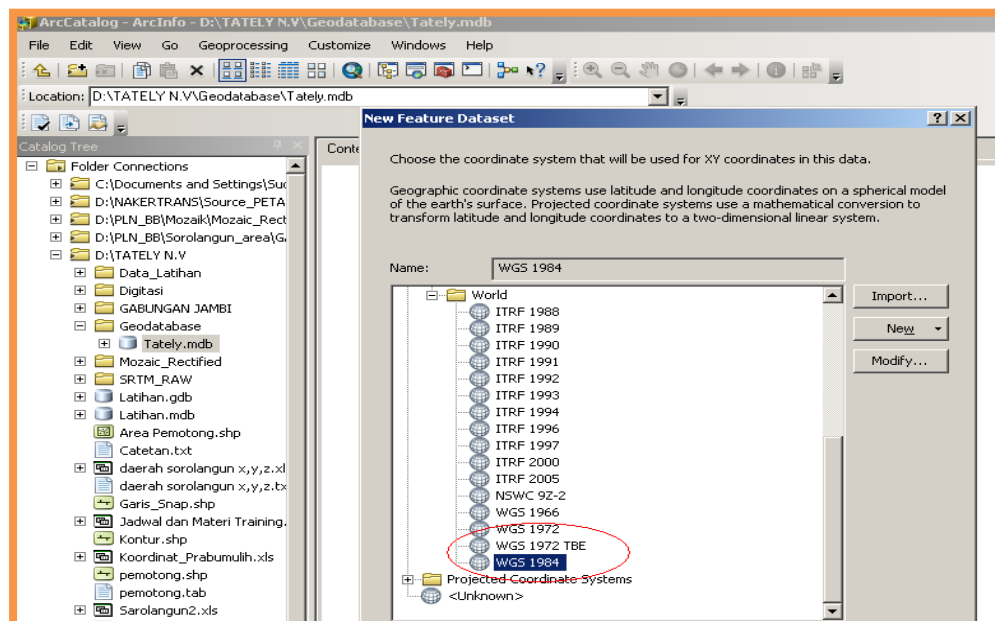 ArcCatalog - ArcInfo - D:\TATELY N.V\Geodatabase\Tately.mdb
File Edit View Go Geoprocessing Customize Windows Help
Location: D:\TATELY N.V\Geodatabase\Tately.mdb
Catalog Tree
Folder Connections
C:\Documents and Settings\Suc
D:\NAKERTRANS\Source_PETA
D:\PLN_BB\Mozaik\Mozaic_Rect
D:\PLN_BB\Sorolangun_area\G
D:\TATELY N.V
Data_Latihan
Digitasi
GABUNGAN JAMBI
Geodatabase
Tately.mdb
Mozaic_Rectified
SRTM_RAW
Latihan.gdb
Latihan.mdb
Area Pemotong.shp
Catetan.txt
daerah sorolangun x,y,z.xl
daerah sorolangun x,y,z.tx
Garis_Snap.shp
Jadwal dan Materi Training.
Kontur.shp
Koordinat_Prabumulih.xls
pemotong.shp
pemotong.tab
Sarolangun2.xls
Conte
New Feature Dataset
Choose the coordinate system that will be used for XY coordinates in this data.
Geographic coordinate systems use latitude and longitude coordinates on a spherical model
of the earth's surface. Projected coordinate systems use a mathematical conversion to
transform latitude and longitude coordinates to a two-dimensional linear system.
Name: WGS 1984
World
ITRF 1988
ITRF 1989
ITRF 1990
ITRF 1991
ITRF 1992
ITRF 1993
ITRF 1994
ITRF 1996
ITRF 1997
ITRF 2000
ITRF 2005
NSWC 9Z-2
WGS 1966
WGS 1972
WGS 1972 TBE
WGS 1984
Projected Coordinate Systems
<Unknown>
Import...
New
Modify...